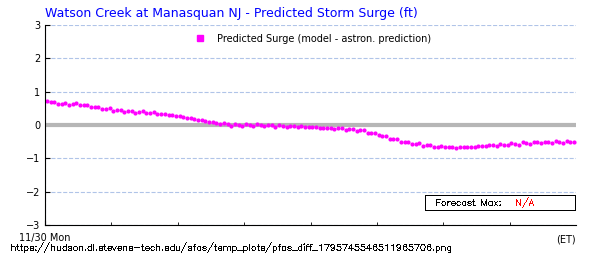 Watson Creek at Manasquan NJ - Predicted Storm Surge (ft)
3
Predicted Surge (model - astron. prediction)
2
1
0
−1
−2
Forecast Max: N/A
−3
11/30 Mon
(ET)
https://hudson.dl.stevens-tech.edu/sfas/temp_plots/pfas_diff_1795745546511965706.png